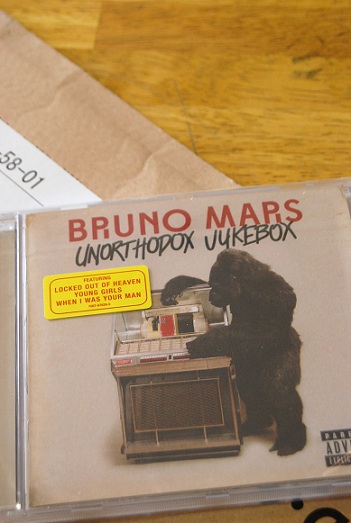 -58-01
BRUNO MARS
UNORTHODOX JUKEBOX
FEATURING
LOCKED OUT OF HEAVEN
YOUNG GIRLS
WHEN I WAS YOUR MAN